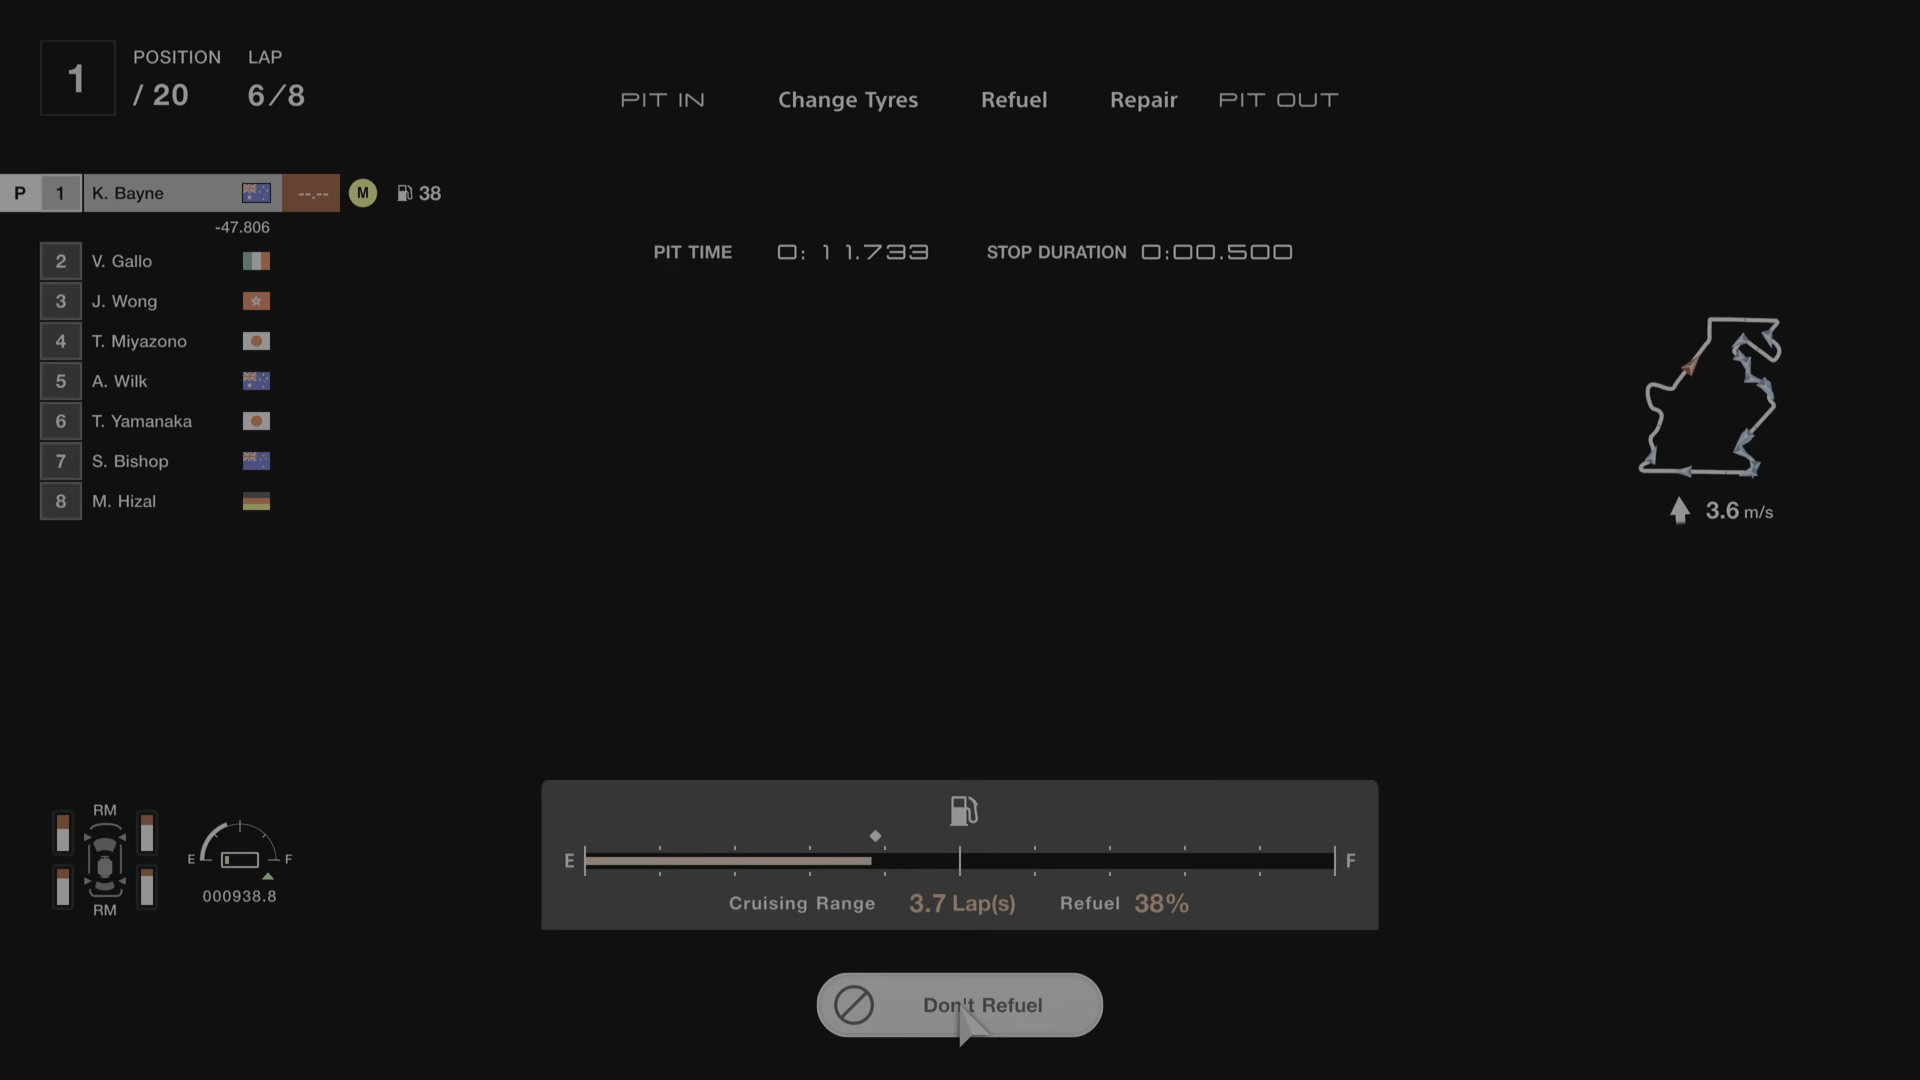 1 POSITION / 20 LAP 6/8
PIT IN Change Tyres Refuel Repair PIT OUT
P 1 K. Bayne --.-- M 38
-47.806
2 V. Gallo
3 J. Wong
4 T. Miyazono
5 A. Wilk
6 T. Yamanaka
7 S. Bishop
8 M. Hizal
PIT TIME 0:11.733 STOP DURATION 0:00.500
3.6 m/s
RM
RM
E F
000938.8
E F
Cruising Range 3.7 Lap(s) Refuel 38%
Don't Refuel